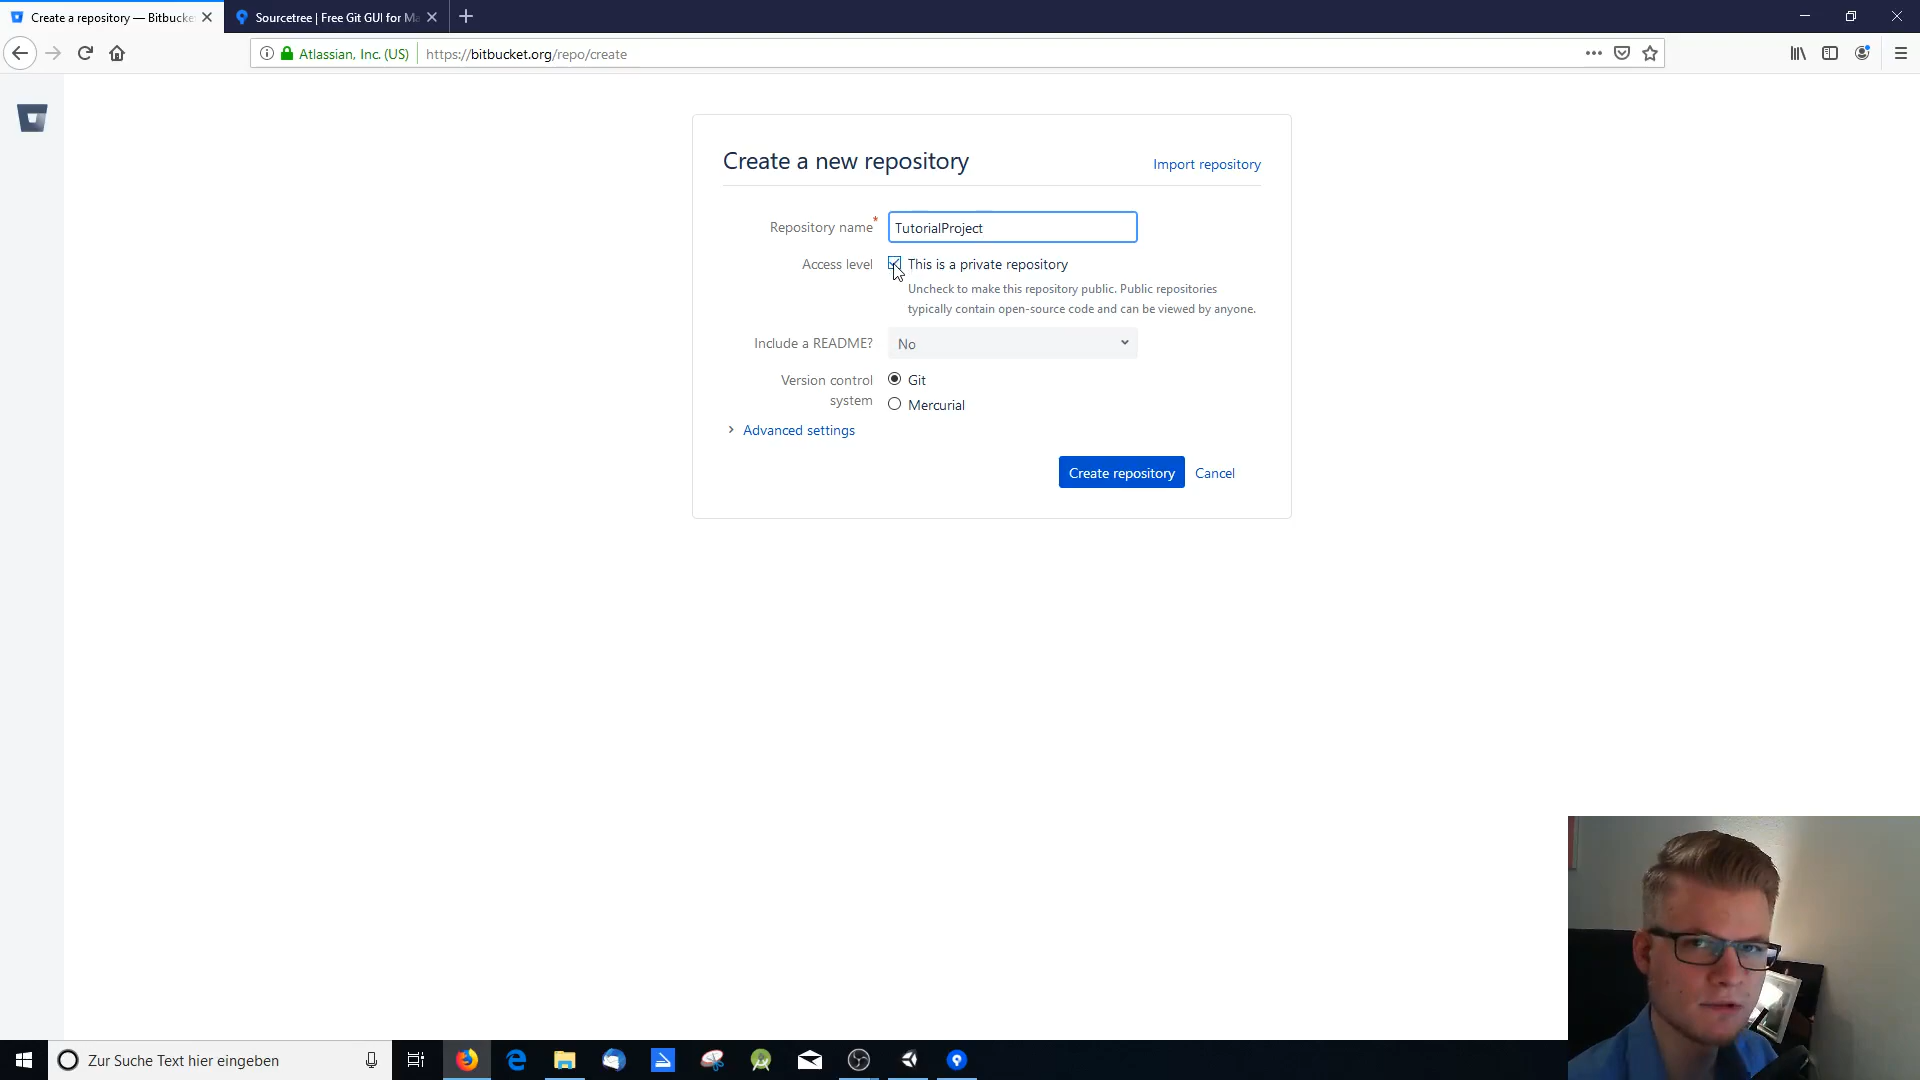 Create a repository — Bitbucke
Sourcetree | Free Git GUI for Ma
Atlassian, Inc. (US)
https://bitbucket.org/repo/create
Create a new repository
Import repository
Repository name*
TutorialProject
Access level
This is a private repository
Uncheck to make this repository public. Public repositories
typically contain open-source code and can be viewed by anyone.
Include a README?
No
Version control
system
Git
Mercurial
Advanced settings
Create repository
Cancel
Zur Suche Text hier eingeben